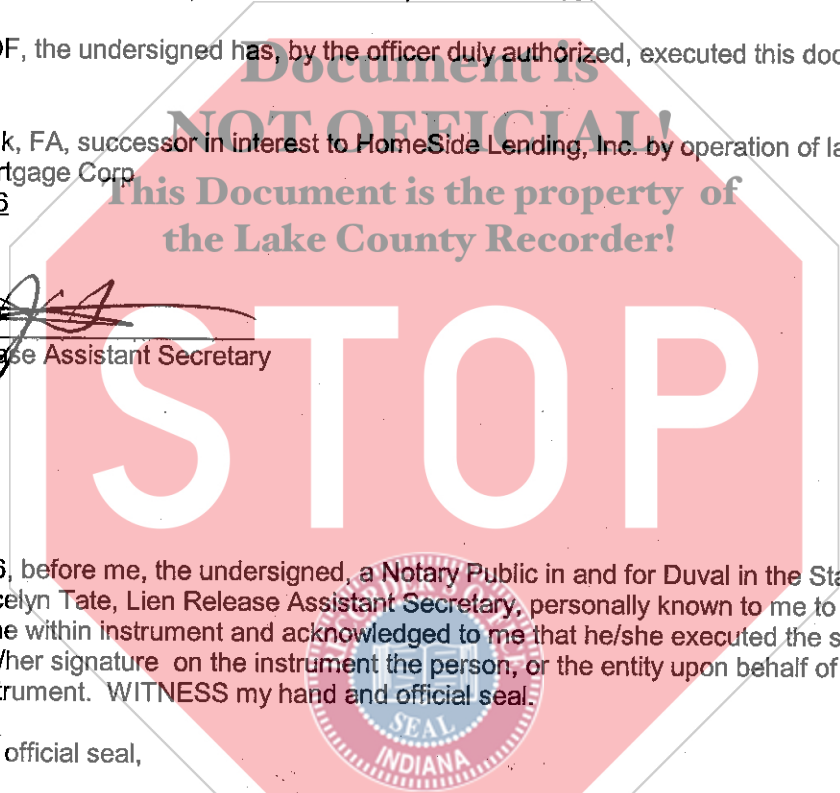 OF, the undersigned has, by the officer duly authorized, executed this doc
Document is
k, FA, successor in interest to HomeSide Lending, Inc. by operation of la
NOT OFFICIAL!
rtgage Corp
This Document is the property of
6
the Lake County Recorder!
STOP
ase Assistant Secretary
6, before me, the undersigned, a Notary Public in and for Duval in the Sta
celyn Tate, Lien Release Assistant Secretary, personally known to me to
e within instrument and acknowledged to me that he/she executed the s
/her signature on the instrument the person, or the entity upon behalf of
trument. WITNESS my hand and official seal.
SEAL
official seal,
INDIANA